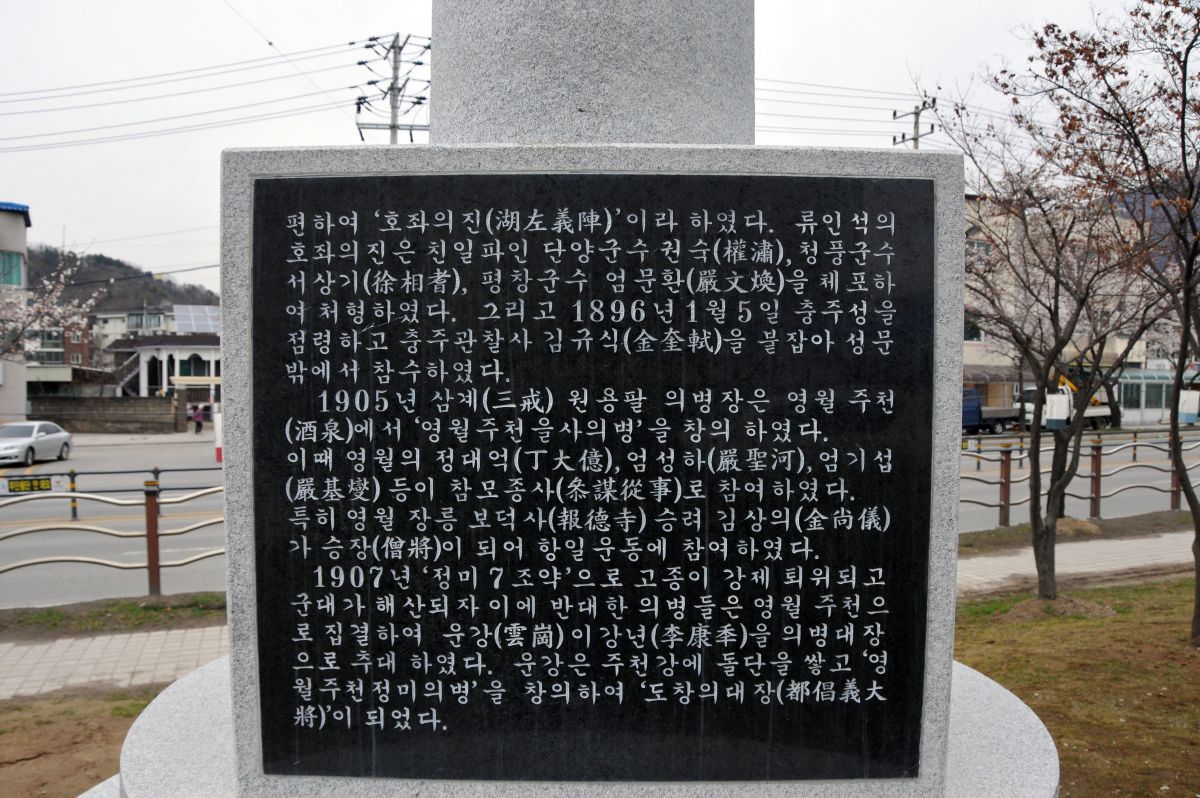 편하여 '호좌의진(湖左義陣)'이라 하였다. 류인석의
호좌의진은 친일파인 단양군수 권숙(權潚), 청풍군수
서상기(徐相耆), 평창군수 엄문환(嚴文煥)을 체포하
여 처형하였다. 그리고 1896년 1월 5일 충주성을
점령하고 충주관찰사 김규식(金奎軾)을 붙잡아 성문
밖에서 참수하였다.
1905년 삼계(三戒) 원용팔 의병장은 영월 주천
(酒泉)에서 '영월주천을사의병'을 창의 하였다.
이때 영월의 정대억(丁大億), 엄성하(嚴聖河), 엄기섭
(嚴基燮) 등이 참모종사(叅謀從事)로 참여하였다.
특히 영월 장릉 보덕사(報德寺) 승려 김상의(金尙儀)
가 승장(僧將)이 되어 항일운동에 참여하였다.
1907년 '정미 7조약'으로 고종이 강제 퇴위되고
군대가 해산되자 이에 반대한 의병들은 영월 주천으
로 집결하여 운강(雲崗) 이강년(李康秊)을 의병대장
으로 추대 하였다. 운강은 주천강에 돌단을 쌓고 '영
월주천정미의병'을 창의하여 '도창의대장(都倡義大
將)'이 되었다.